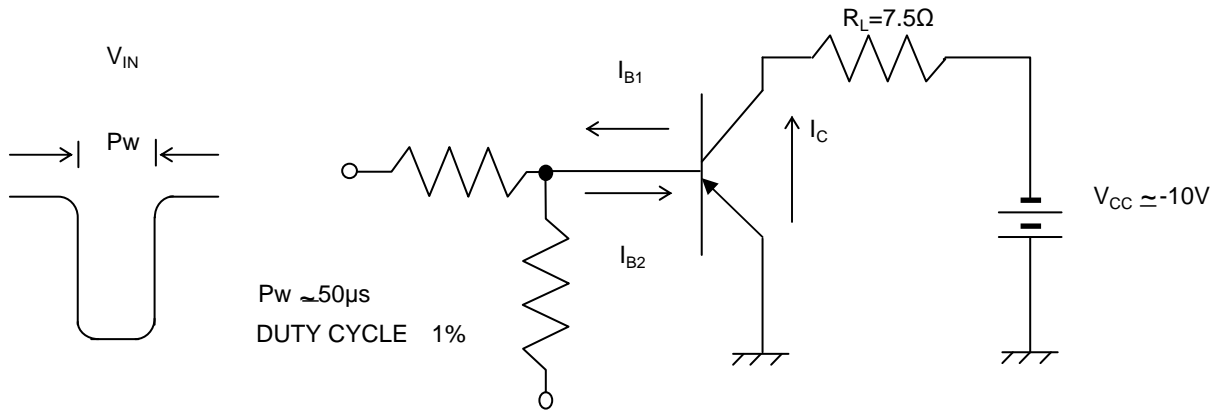 R_L=7.5Ω
V_IN
I_B1
Pw
I_C
V_CC ≃ -10V
I_B2
Pw ≃50μs
DUTY CYCLE 1%